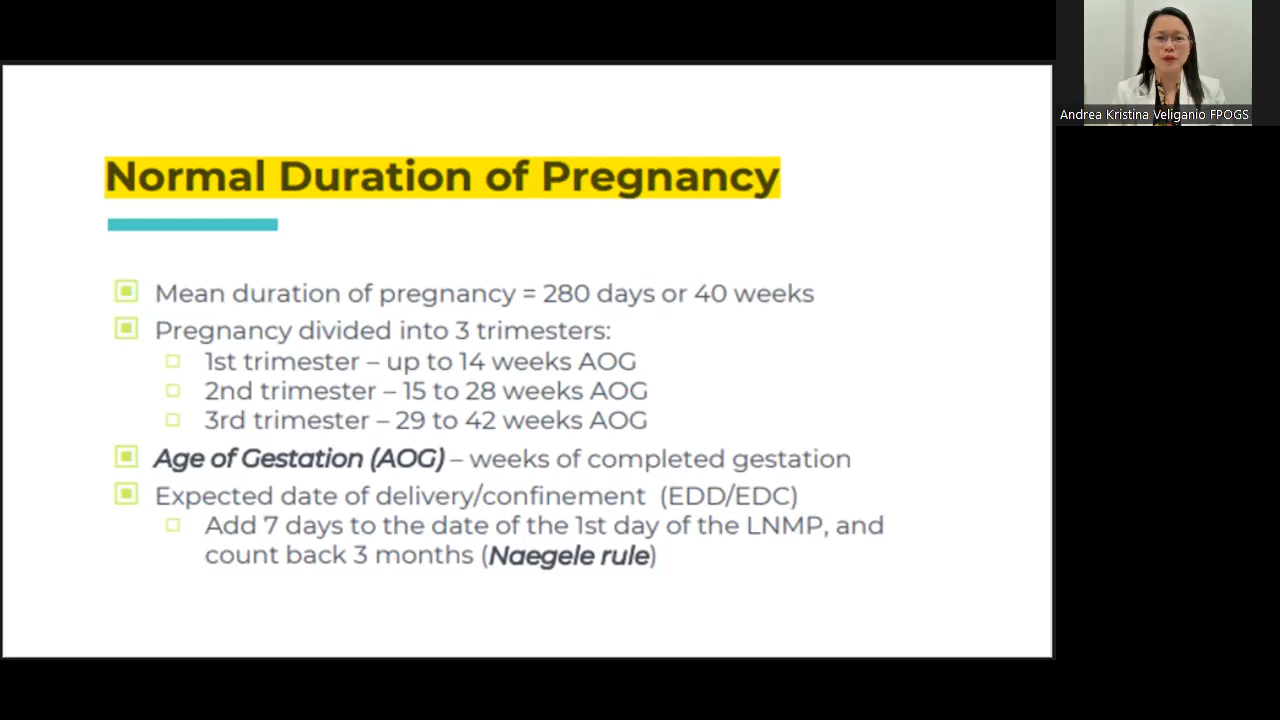 Andrea Kristina Veliganio FPOGS
Normal Duration of Pregnancy
Mean duration of pregnancy = 280 days or 40 weeks
Pregnancy divided into 3 trimesters:
1st trimester – up to 14 weeks AOG
2nd trimester – 15 to 28 weeks AOG
3rd trimester – 29 to 42 weeks AOG
Age of Gestation (AOG) – weeks of completed gestation
Expected date of delivery/confinement (EDD/EDC)
Add 7 days to the date of the 1st day of the LNMP, and
count back 3 months (Naegele rule)